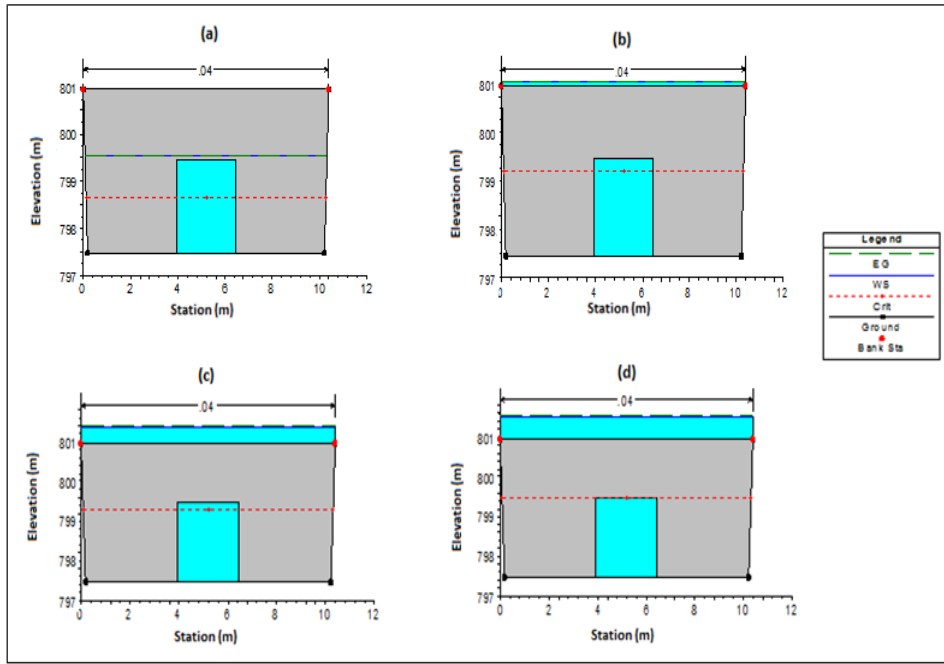 (a)
.04
801
800
799
798
797
Elevation (m)
0 2 4 6 8 10 12
Station (m)
(b)
.04
801
800
799
798
797
Elevation (m)
0 2 4 6 8 10 12
Station (m)
Legend
EG
WS
Crit
Ground
Bank Sta
(c)
.04
801
800
799
798
797
Elevation (m)
0 2 4 6 8 10 12
Station (m)
(d)
.04
801
800
799
798
797
Elevation (m)
0 2 4 6 8 10 12
Station (m)